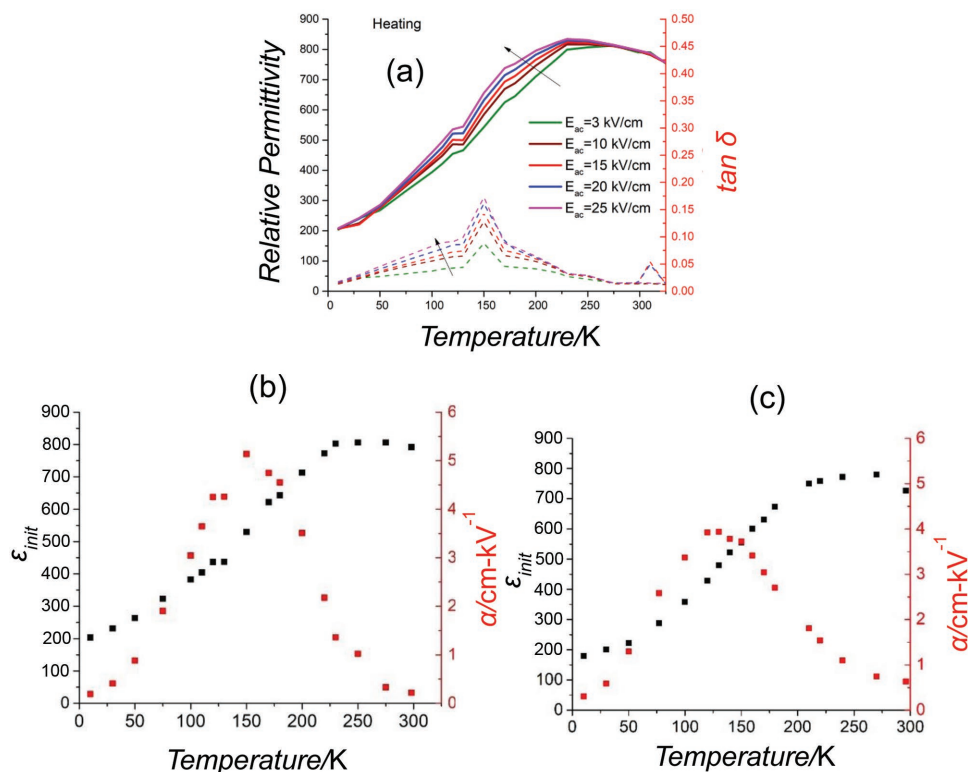 Heating
(a)
Relative Permittivity
900
800
700
600
500
400
300
200
100
0
0.50
0.45
0.40
0.35
0.30
0.25
0.20
0.15
0.10
0.05
0.00
tan δ
E_ac=3 kV/cm
E_ac=10 kV/cm
E_ac=15 kV/cm
E_ac=20 kV/cm
E_ac=25 kV/cm
0 50 100 150 200 250 300
Temperature/K
(b)
ε_init
900
800
700
600
500
400
300
200
100
0
6
5
4
3
2
1
0
α/cm-kV⁻¹
0 50 100 150 200 250 300
Temperature/K
(c)
ε_init
900
800
700
600
500
400
300
200
100
0
6
5
4
3
2
1
0
α/cm-kV⁻¹
0 50 100 150 200 250 300
Temperature/K